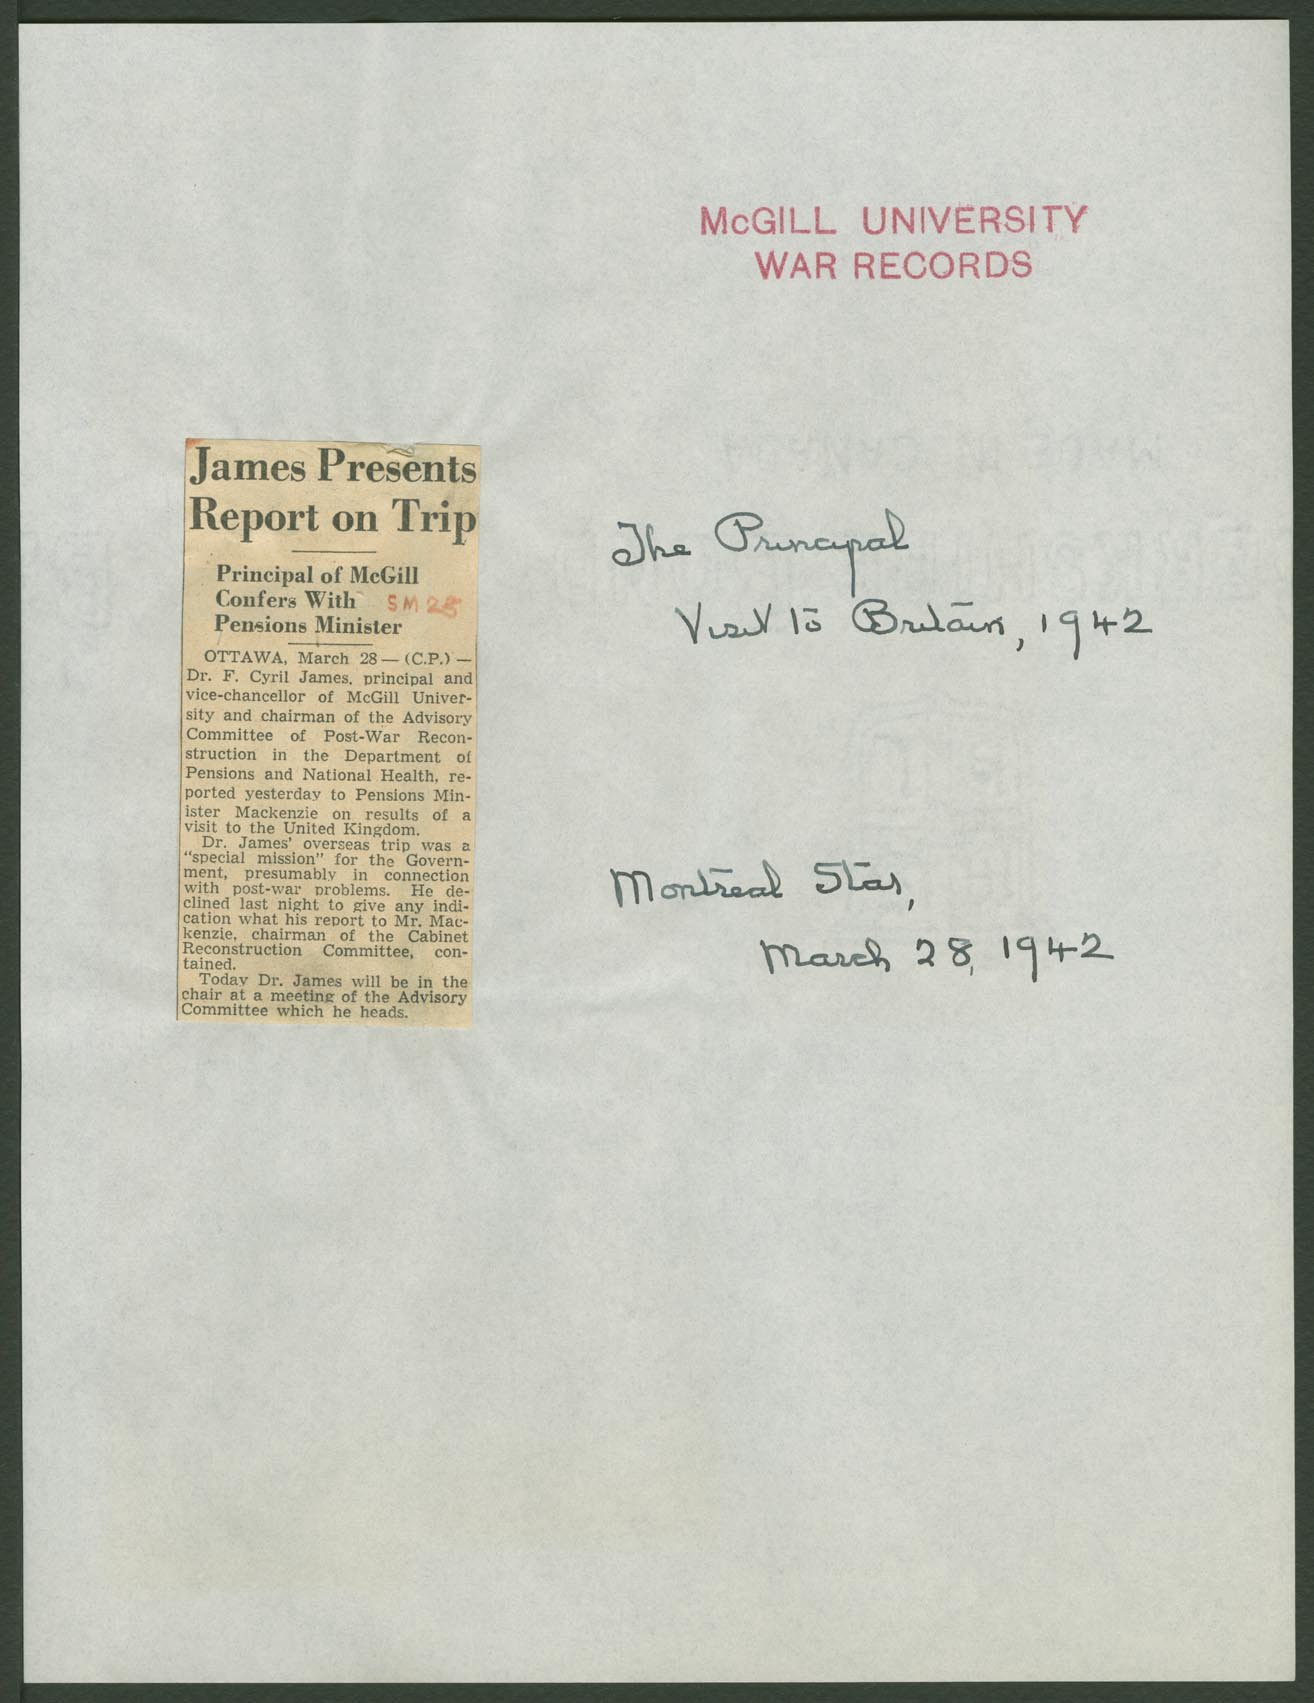 McGILL UNIVERSITY
WAR RECORDS
James Presents
Report on Trip
Principal of McGill
Confers With
SM 28
Pensions Minister
OTTAWA, March 28 — (C.P.) —
Dr. F. Cyril James, principal and
vice-chancellor of McGill Univer-
sity and chairman of the Advisory
Committee of Post-War Recon-
struction in the Department of
Pensions and National Health, re-
ported yesterday to Pensions Min-
ister Mackenzie on results of a
visit to the United Kingdom.
Dr. James' overseas trip was a
"special mission" for the Govern-
ment, presumably in connection
with post-war problems. He de-
clined last night to give any indi-
cation what his report to Mr. Mac-
kenzie, chairman of the Cabinet
Reconstruction Committee, con-
tained.
Today Dr. James will be in the
chair at a meeting of the Advisory
Committee which he heads.
The Principal
Visit to Britain, 1942
Montreal Star,
March 28, 1942